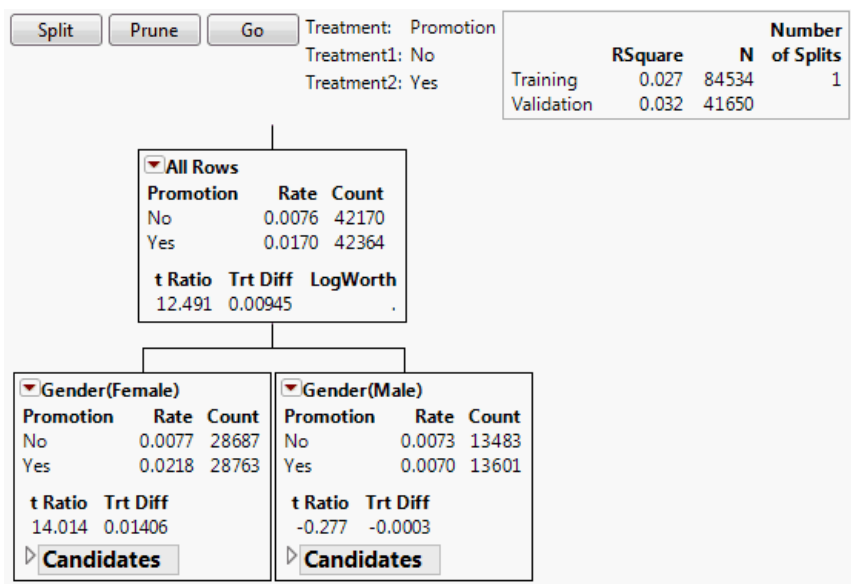 Split Prune Go Treatment: Promotion
Treatment1: No
Treatment2: Yes
Number
RSquare N of Splits
Training 0.027 84534 1
Validation 0.032 41650
All Rows
Promotion Rate Count
No 0.0076 42170
Yes 0.0170 42364
t Ratio Trt Diff LogWorth
12.491 0.00945 .
Gender(Female)
Promotion Rate Count
No 0.0077 28687
Yes 0.0218 28763
t Ratio Trt Diff
14.014 0.01406
Candidates
Gender(Male)
Promotion Rate Count
No 0.0073 13483
Yes 0.0070 13601
t Ratio Trt Diff
-0.277 -0.0003
Candidates